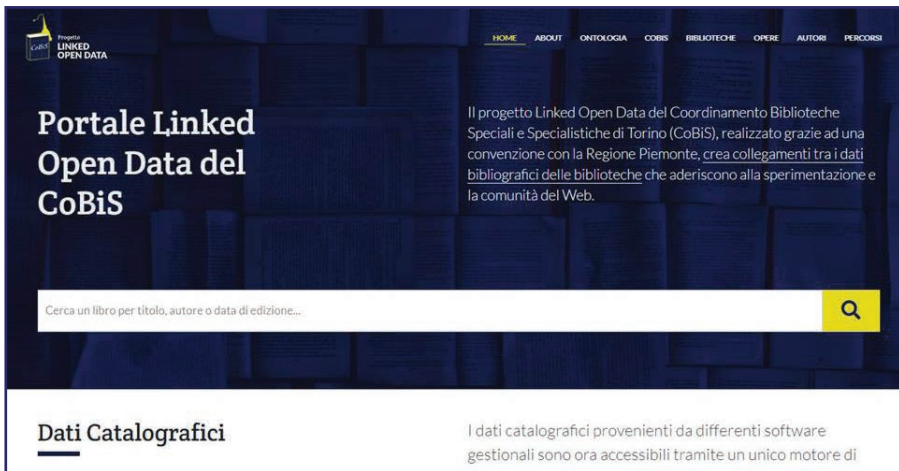 Progetto
CoBiS
LINKED
OPEN DATA
HOME ABOUT ONTOLOGIA COBIS BIBLIOTECHE OPERE AUTORI PERCORSI
Portale Linked
Open Data del
CoBiS
Il progetto Linked Open Data del Coordinamento Biblioteche
Speciali e Specialistiche di Torino (CoBiS), realizzato grazie ad una
convenzione con la Regione Piemonte, crea collegamenti tra i dati
bibliografici delle biblioteche che aderiscono alla sperimentazione e
la comunità del Web.
Cerca un libro per titolo, autore o data di edizione...
Dati Catalografici
I dati catalografici provenienti da differenti software
gestionali sono ora accessibili tramite un unico motore di